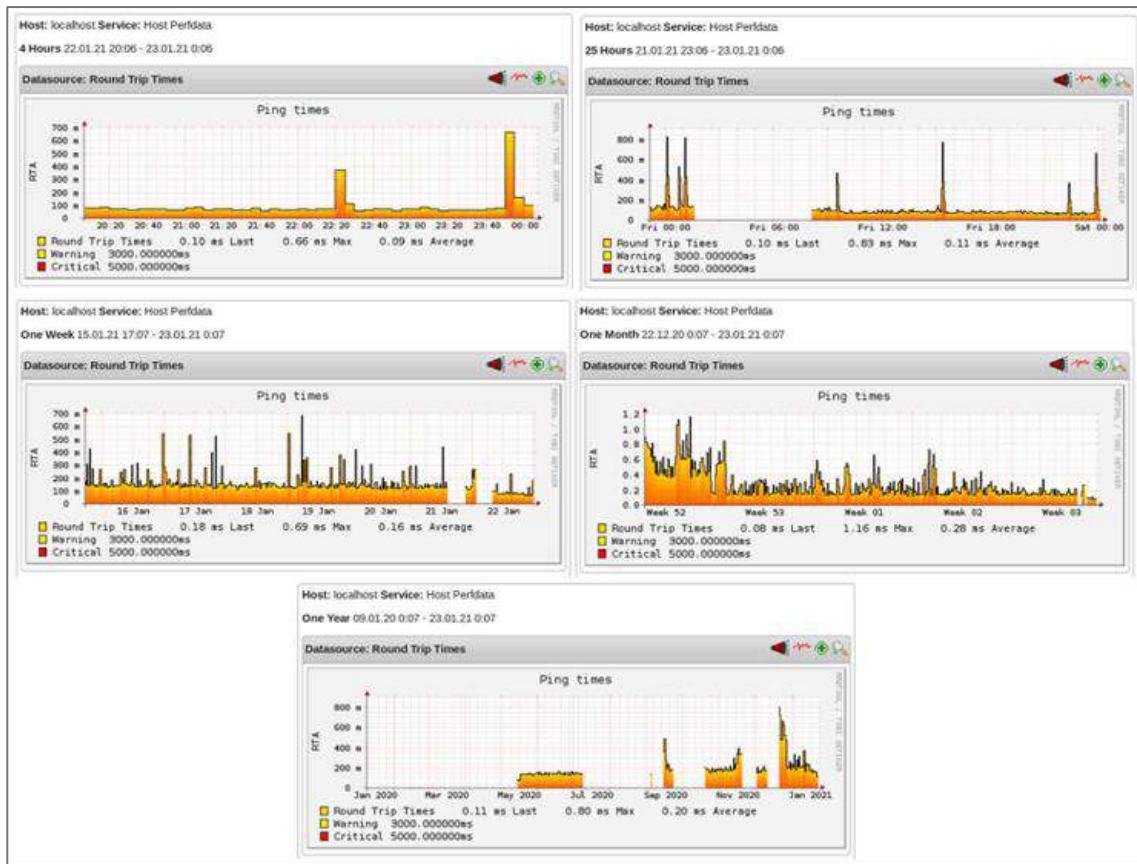 Host: localhost Service: Host Perfdata
4 Hours 22.01.21 20:06 - 23.01.21 0:06
Datasource: Round Trip Times
Ping times
700 m
600 m
500 m
400 m
300 m
200 m
100 m
0
RTA
20:20 20:40 21:00 21:20 21:40 22:00 22:20 22:40 23:00 23:20 23:40 00:00
Round Trip Times 0.10 ms Last 0.66 ms Max 0.09 ms Average
Warning 3000.000000ms
Critical 5000.000000ms
Host: localhost Service: Host Perfdata
25 Hours 21.01.21 23:06 - 23.01.21 0:06
Datasource: Round Trip Times
Ping times
800 m
600 m
400 m
200 m
0
RTA
Fri 00:00 Fri 06:00 Fri 12:00 Fri 18:00 Sat 00:00
Round Trip Times 0.10 ms Last 0.83 ms Max 0.11 ms Average
Warning 3000.000000ms
Critical 5000.000000ms
Host: localhost Service: Host Perfdata
One Week 15.01.21 17:07 - 23.01.21 0:07
Datasource: Round Trip Times
Ping times
700 m
600 m
500 m
400 m
300 m
200 m
100 m
0
RTA
16 Jan 17 Jan 18 Jan 19 Jan 20 Jan 21 Jan 22 Jan
Round Trip Times 0.18 ms Last 0.69 ms Max 0.16 ms Average
Warning 3000.000000ms
Critical 5000.000000ms
Host: localhost Service: Host Perfdata
One Month 22.12.20 0:07 - 23.01.21 0:07
Datasource: Round Trip Times
Ping times
1.2
1.0
0.8
0.6
0.4
0.2
0.0
RTA
Week 52 Week 53 Week 01 Week 02 Week 03
Round Trip Times 0.08 ms Last 1.16 ms Max 0.28 ms Average
Warning 3000.000000ms
Critical 5000.000000ms
Host: localhost Service: Host Perfdata
One Year 09.01.20 0:07 - 23.01.21 0:07
Datasource: Round Trip Times
Ping times
800 m
600 m
400 m
200 m
0
RTA
Jan 2020 Mar 2020 May 2020 Jul 2020 Sep 2020 Nov 2020 Jan 2021
Round Trip Times 0.11 ms Last 0.80 ms Max 0.20 ms Average
Warning 3000.000000ms
Critical 5000.000000ms